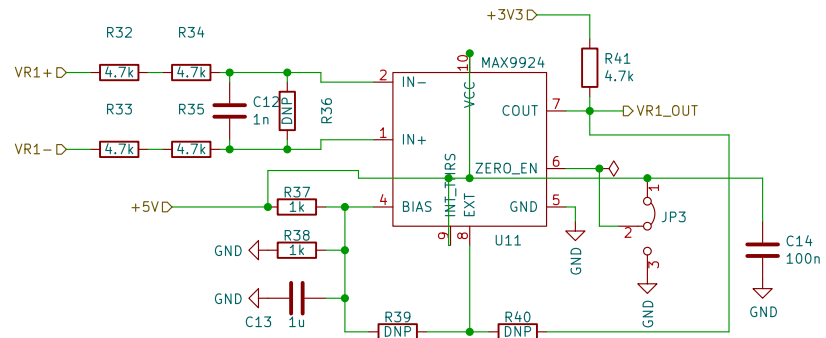 +3V3
R32
R34
VR1+
4.7k
4.7k
C12
1n
DNP
R36
R33
R35
VR1-
4.7k
4.7k
MAX9924
2
IN-
1
IN+
10
VCC
COUT
7
R41
4.7k
VR1_OUT
ZERO_EN
6
4
BIAS
INT_THRS
EXT
GND
5
9
8
U11
+5V
R37
1k
R38
1k
GND
GND
C13
1u
R39
DNP
R40
DNP
GND
1
2
3
JP3
GND
C14
100n
GND